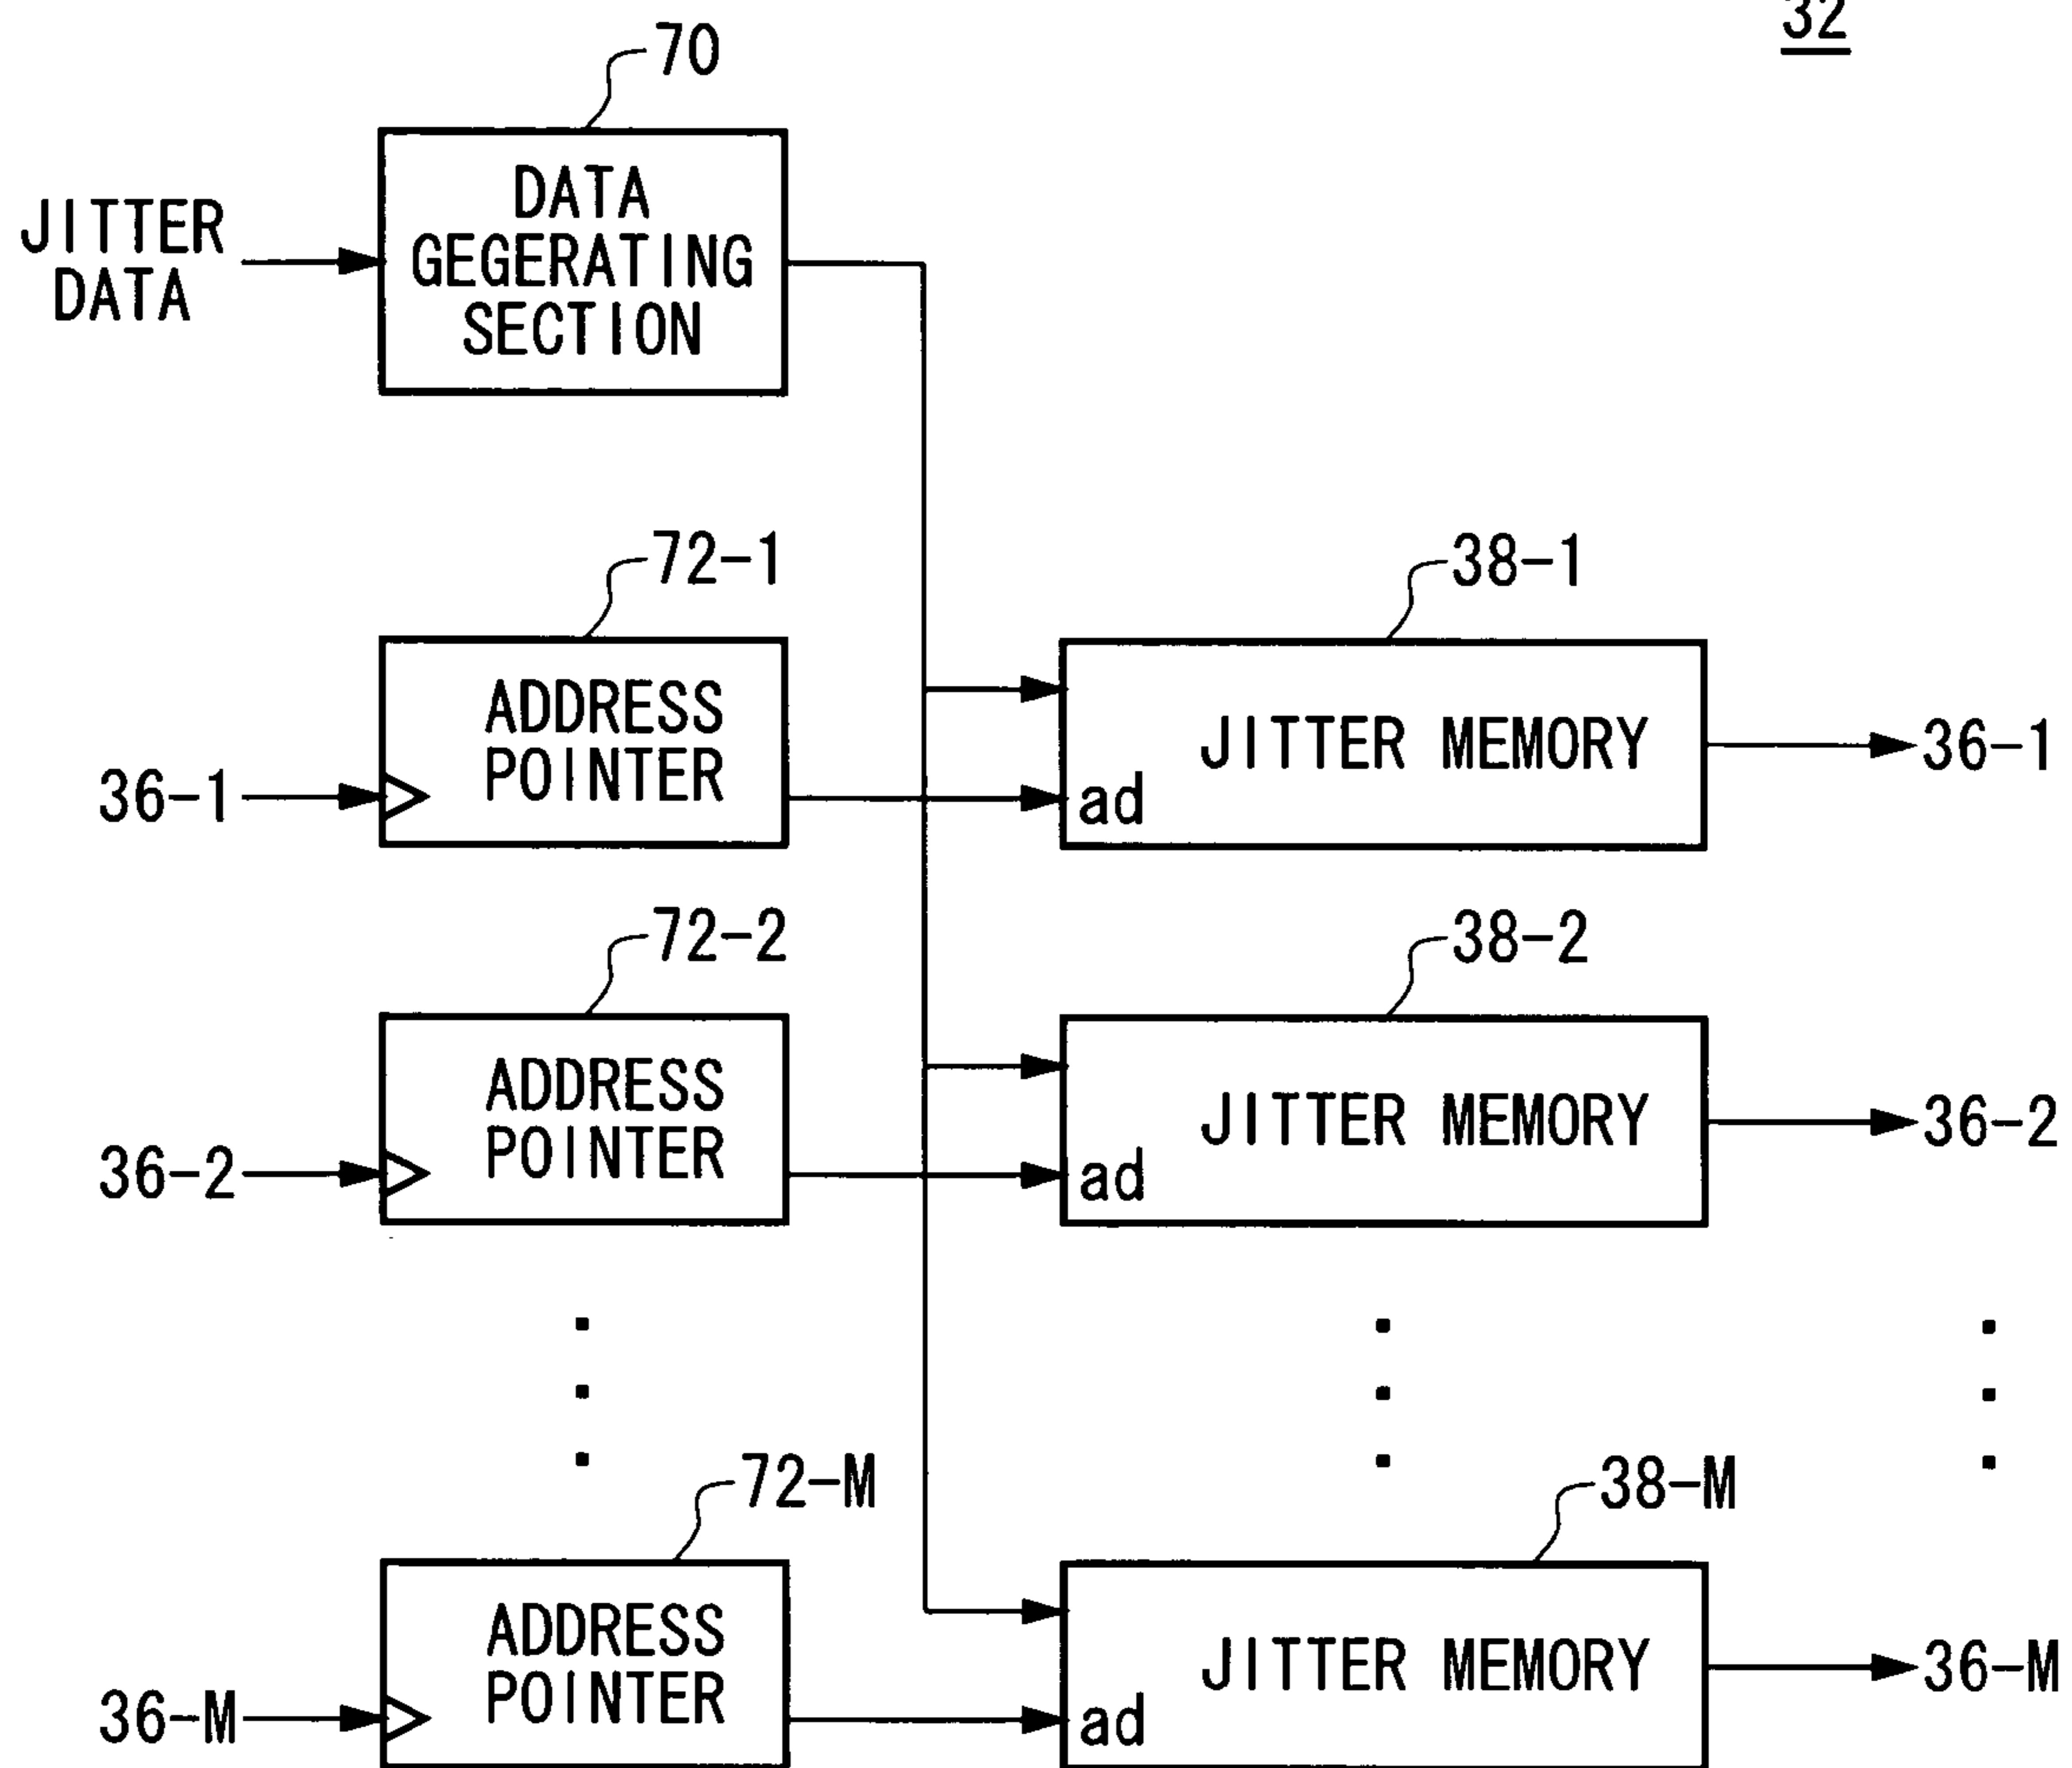 32
70
JITTER
DATA
DATA
GEGERATING
SECTION
72-1
38-1
ADDRESS
POINTER
36-1
JITTER MEMORY
ad
36-1
72-2
38-2
ADDRESS
POINTER
36-2
JITTER MEMORY
ad
36-2
72-M
38-M
ADDRESS
POINTER
36-M
JITTER MEMORY
ad
36-M